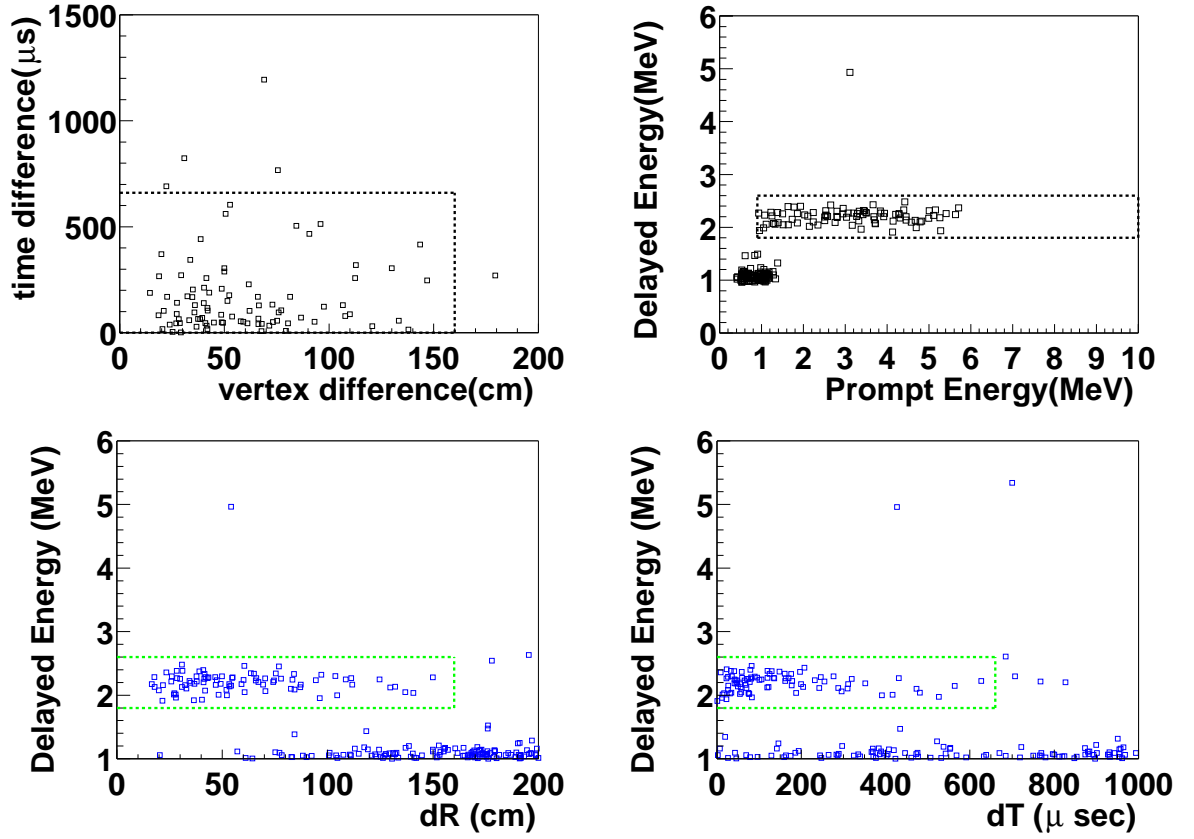 time difference(μs)
1500
1000
500
0
0 50 100 150 200
vertex difference(cm)
Delayed Energy(MeV)
6
5
4
3
2
1
0
0 1 2 3 4 5 6 7 8 9 10
Prompt Energy(MeV)
Delayed Energy (MeV)
6
5
4
3
2
1
0 50 100 150 200
dR (cm)
Delayed Energy (MeV)
6
5
4
3
2
1
0 200 400 600 800 1000
dT (μ sec)